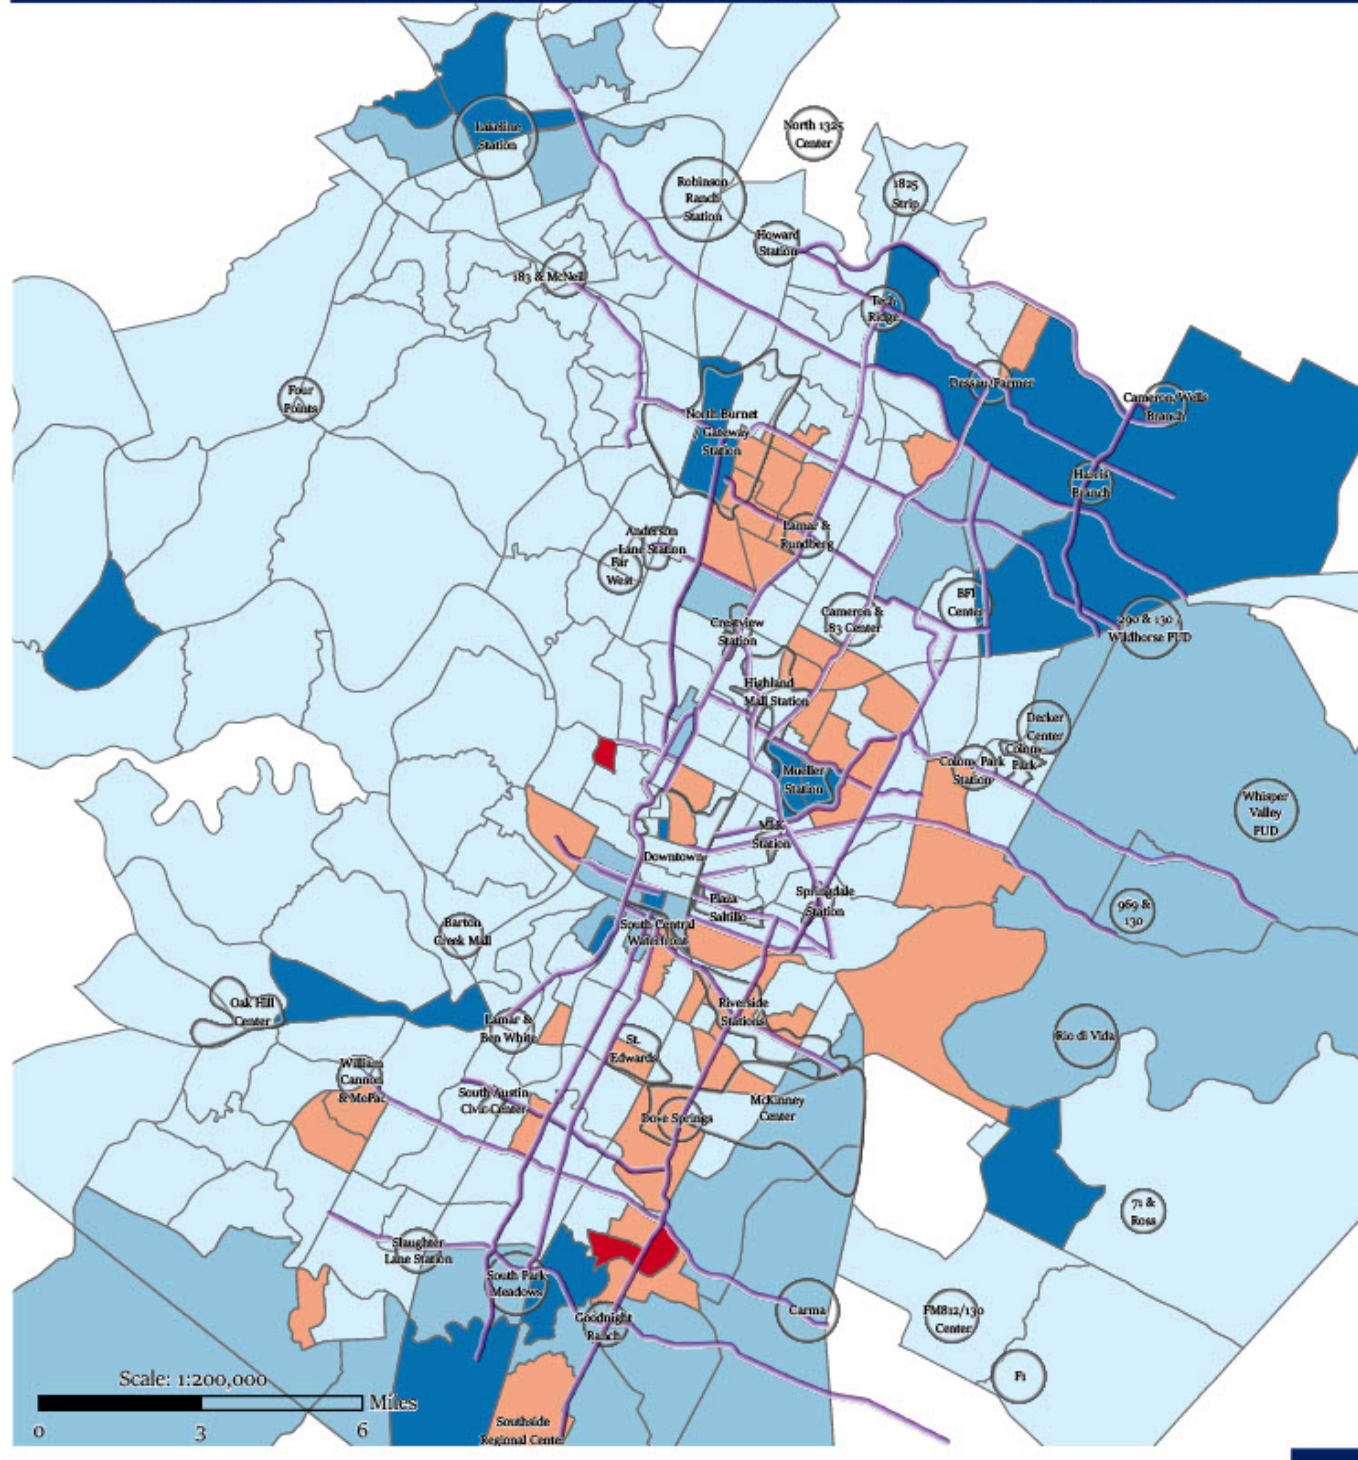 Lakeline
Station
North 1325
Center
Robinson
Ranch
Station
1825
Strip
Howard
Station
183 & McNeil
Tech
Ridge
Four
Points
Dessau/Parmer
Cameron/Wells
Branch
North Burnet
Gateway
Station
Harris
Branch
Anderson
Lane Station
Lamar &
Rundberg
Far
West
BFI
Center
Cameron &
183 Center
Crestview
Station
290 & 130
Wildhorse PUD
Highland
Mall Station
Decker
Center
Colony
Park
Colony Park
Station
Mueller
Station
Whisper
Valley
PUD
MLK
Station
Downtown
Plaza
Saltillo
Springdale
Station
969 &
130
Barton
Creek Mall
South Central
Waterfront
Oak Hill
Center
Lamar &
Ben White
Riverside
Stations
Rio di Vida
St.
Edwards
William
Cannon
& MoPac
South Austin
Civic Center
McKinney
Center
Dove Springs
71 &
Ross
Slaughter
Lane Station
South Park
Meadows
Goodnight
Ranch
Carma
FM812/130
Center
F1
Scale: 1:200,000
Miles
0 3 6
Southside
Regional Center